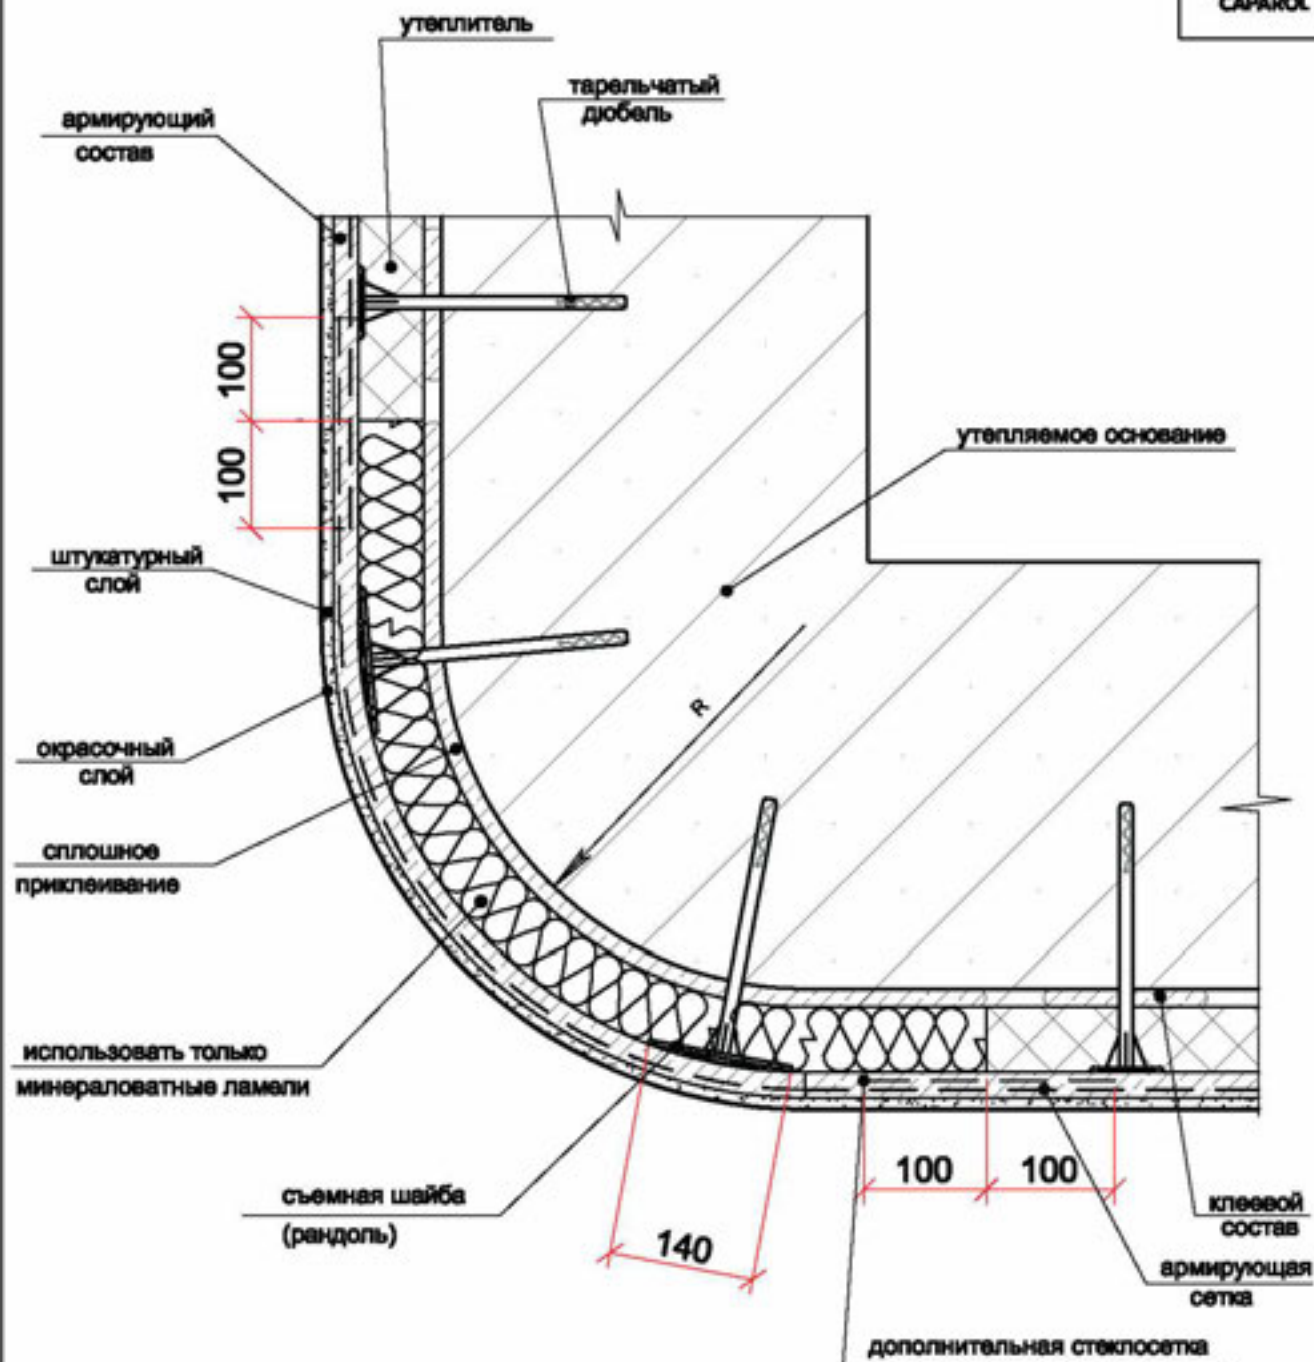 CAPAROL
утеплитель
тарельчатый
дюбель
армирующий
состав
100
100
утепляемое основание
штукатурный
слой
R
окрасочный
слой
сплошное
приклеивание
использовать только
минераловатные ламели
съемная шайба
(рандоль)
140
100
100
клеевой
состав
армирующая
сетка
дополнительная стеклосетка